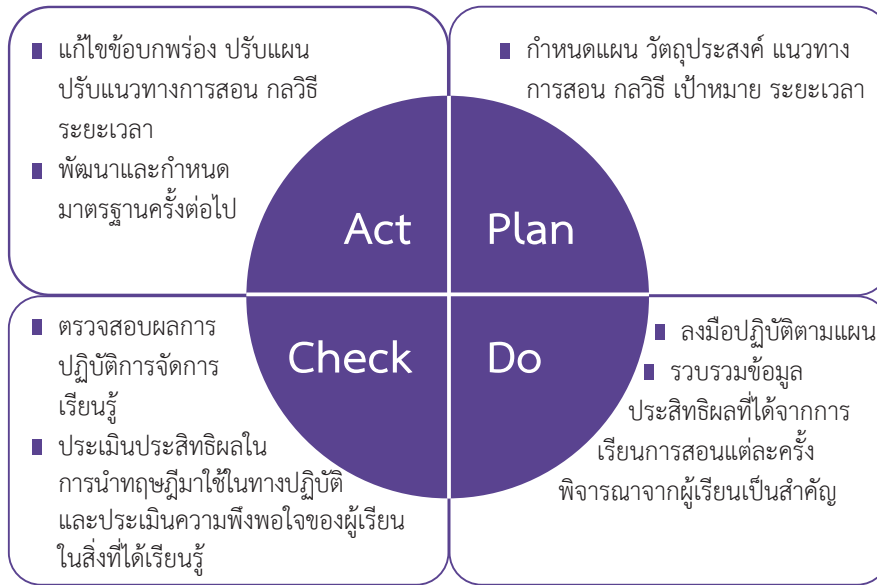 ■ แก้ไขข้อบกพร่อง ปรับแผน
ปรับแนวทางการสอน กลวิธี
ระยะเวลา
■ พัฒนาและกำหนด
มาตรฐานครั้งต่อไป
Act
■ กำหนดแผน วัตถุประสงค์ แนวทาง
การสอน กลวิธี เป้าหมาย ระยะเวลา
Plan
■ ตรวจสอบผลการ
ปฏิบัติการจัดการ
เรียนรู้
■ ประเมินประสิทธิผลใน
การนำทฤษฎีมาใช้ในทางปฏิบัติ
และประเมินความพึงพอใจของผู้เรียน
ในสิ่งที่ได้เรียนรู้
Check
Do
■ ลงมือปฏิบัติตามแผน
■ รวบรวมข้อมูล
ประสิทธิผลที่ได้จากการ
เรียนการสอนแต่ละครั้ง
พิจารณาจากผู้เรียนเป็นสำคัญ